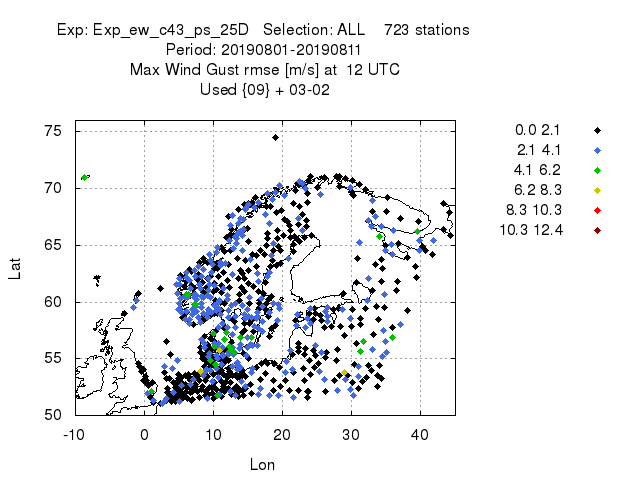 Exp: Exp_ew_c43_ps_25D   Selection: ALL    723 stations
Period: 20190801-20190811
Max Wind Gust rmse [m/s] at  12 UTC
Used {09} + 03-02
0.0 2.1
2.1 4.1
4.1 6.2
6.2 8.3
8.3 10.3
10.3 12.4
75
70
65
60
55
50
Lat
-10 0 10 20 30 40
Lon